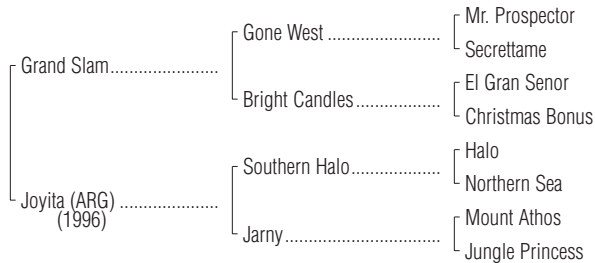 Mr. Prospector
Gone West
Secrettame
Grand Slam
El Gran Senor
Bright Candles
Christmas Bonus
Halo
Southern Halo
Northern Sea
Joyita (ARG)
(1996)
Mount Athos
Jarny
Jungle Princess